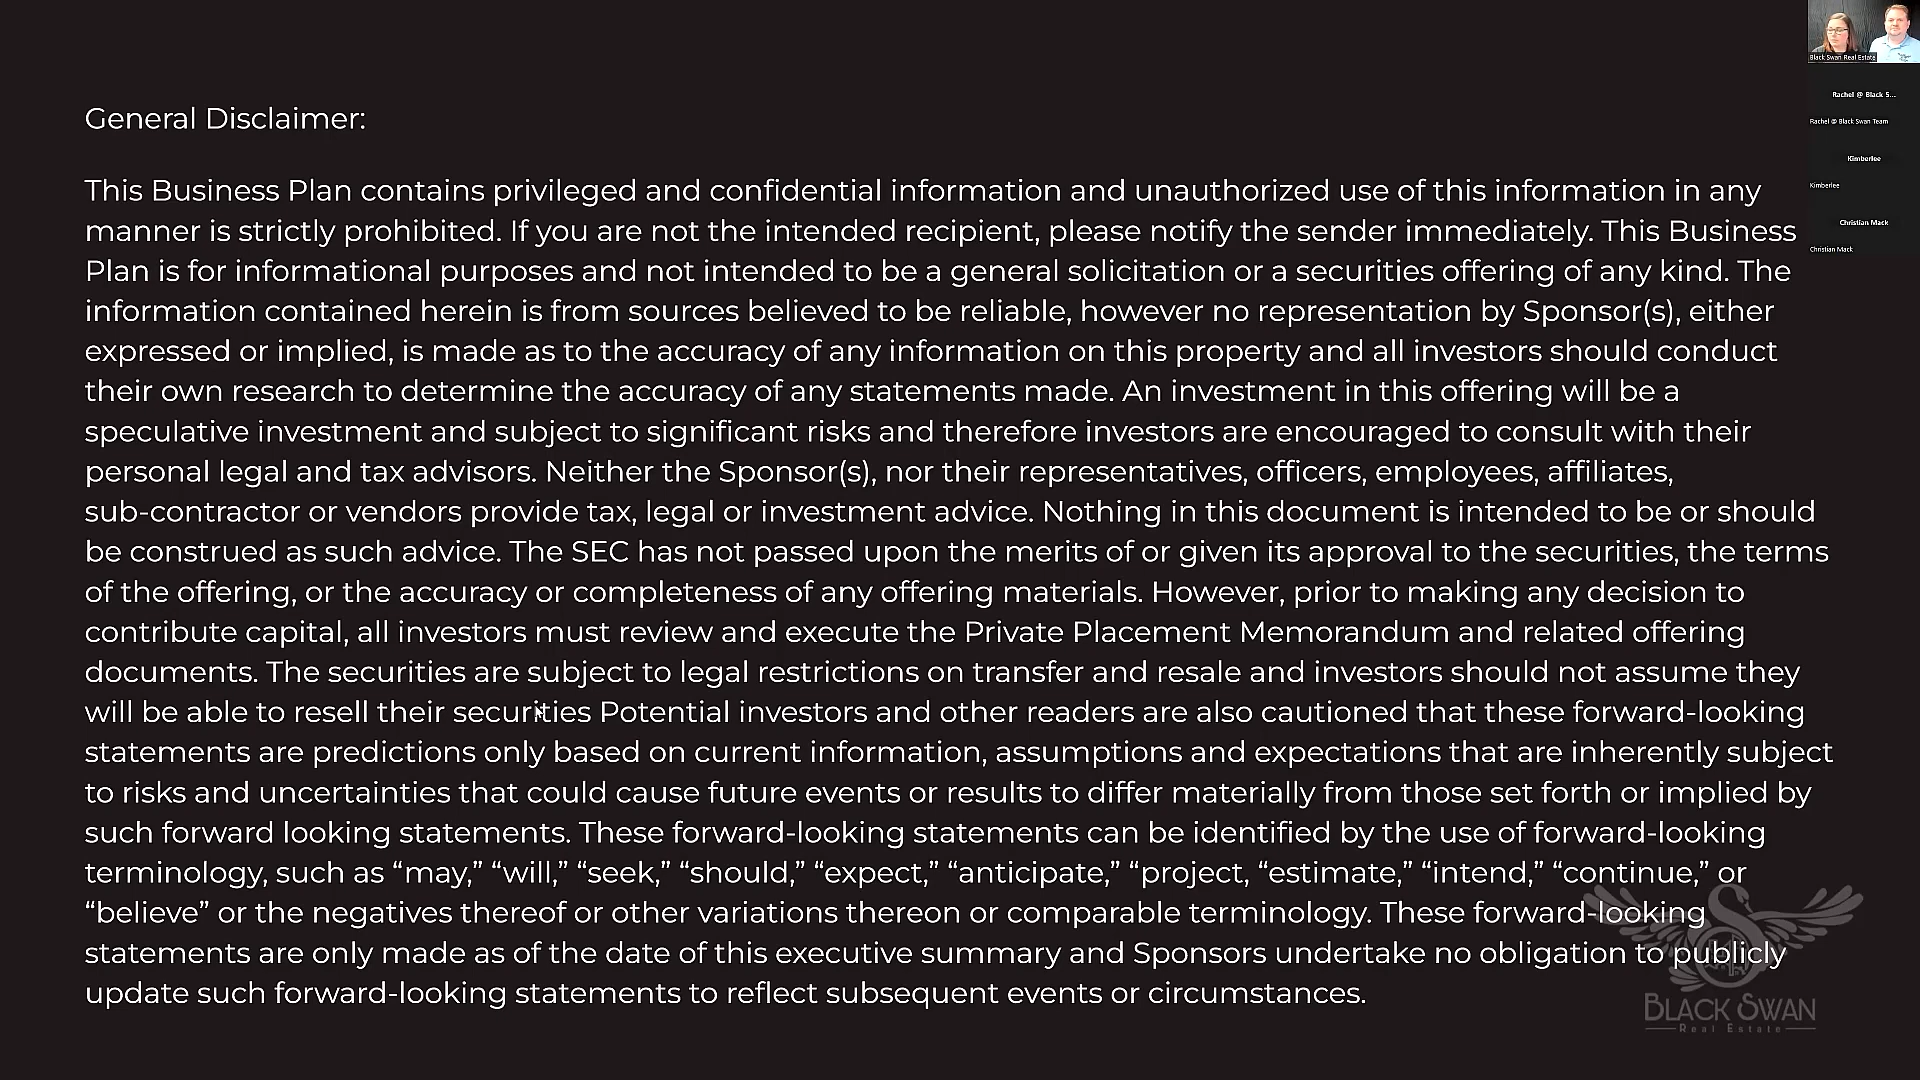 General Disclaimer:
This Business Plan contains privileged and confidential information and unauthorized use of this information in any
manner is strictly prohibited. If you are not the intended recipient, please notify the sender immediately. This Business
Plan is for informational purposes and not intended to be a general solicitation or a securities offering of any kind. The
information contained herein is from sources believed to be reliable, however no representation by Sponsor(s), either
expressed or implied, is made as to the accuracy of any information on this property and all investors should conduct
their own research to determine the accuracy of any statements made. An investment in this offering will be a
speculative investment and subject to significant risks and therefore investors are encouraged to consult with their
personal legal and tax advisors. Neither the Sponsor(s), nor their representatives, officers, employees, affiliates,
sub-contractor or vendors provide tax, legal or investment advice. Nothing in this document is intended to be or should
be construed as such advice. The SEC has not passed upon the merits of or given its approval to the securities, the terms
of the offering, or the accuracy or completeness of any offering materials. However, prior to making any decision to
contribute capital, all investors must review and execute the Private Placement Memorandum and related offering
documents. The securities are subject to legal restrictions on transfer and resale and investors should not assume they
will be able to resell their securities Potential investors and other readers are also cautioned that these forward-looking
statements are predictions only based on current information, assumptions and expectations that are inherently subject
to risks and uncertainties that could cause future events or results to differ materially from those set forth or implied by
such forward looking statements. These forward-looking statements can be identified by the use of forward-looking
terminology, such as “may,” “will,” “seek,” “should,” “expect,” “anticipate,” “project, “estimate,” “intend,” “continue,” or
“believe” or the negatives thereof or other variations thereon or comparable terminology. These forward-looking
statements are only made as of the date of this executive summary and Sponsors undertake no obligation to publicly
update such forward-looking statements to reflect subsequent events or circumstances.
BLACK SWAN
Real Estate
Black Swan Real Estate
Rachel @ Black S...
Rachel @ Black Swan Team
Kimberlee
Kimberlee
Christian Mack
Christian Mack